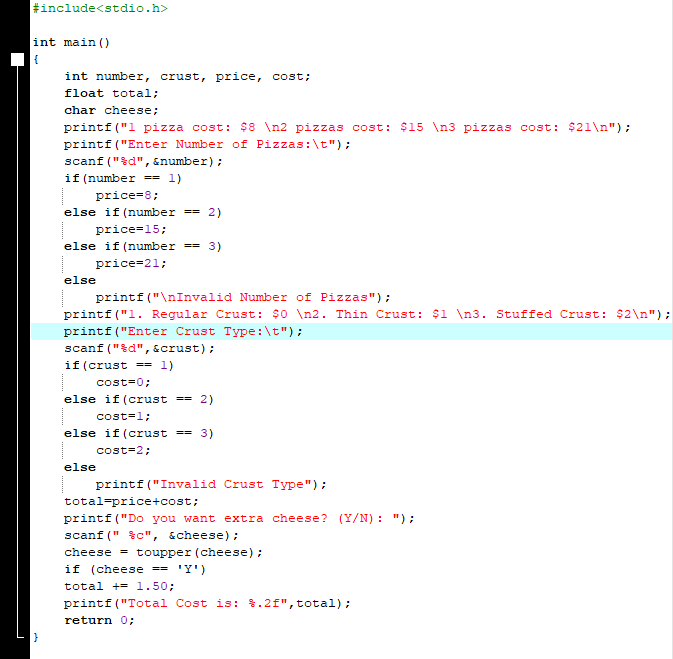 #include<stdio.h>
int main()
{
int number, crust, price, cost;
float total;
char cheese;
printf("1 pizza cost: $8 \n2 pizzas cost: $15 \n3 pizzas cost: $21\n");
printf("Enter Number of Pizzas:\t");
scanf("%d",&number);
if(number == 1)
price=8;
else if(number == 2)
price=15;
else if(number == 3)
price=21;
else
printf("\nInvalid Number of Pizzas");
printf("1. Regular Crust: $0 \n2. Thin Crust: $1 \n3. Stuffed Crust: $2\n");
printf("Enter Crust Type:\t");
scanf("%d",&crust);
if(crust == 1)
cost=0;
else if(crust == 2)
cost=1;
else if(crust == 3)
cost=2;
else
printf("Invalid Crust Type");
total=price+cost;
printf("Do you want extra cheese? (Y/N): ");
scanf(" %c", &cheese);
cheese = toupper(cheese);
if (cheese == 'Y')
total += 1.50;
printf("Total Cost is: %.2f",total);
return 0;
}